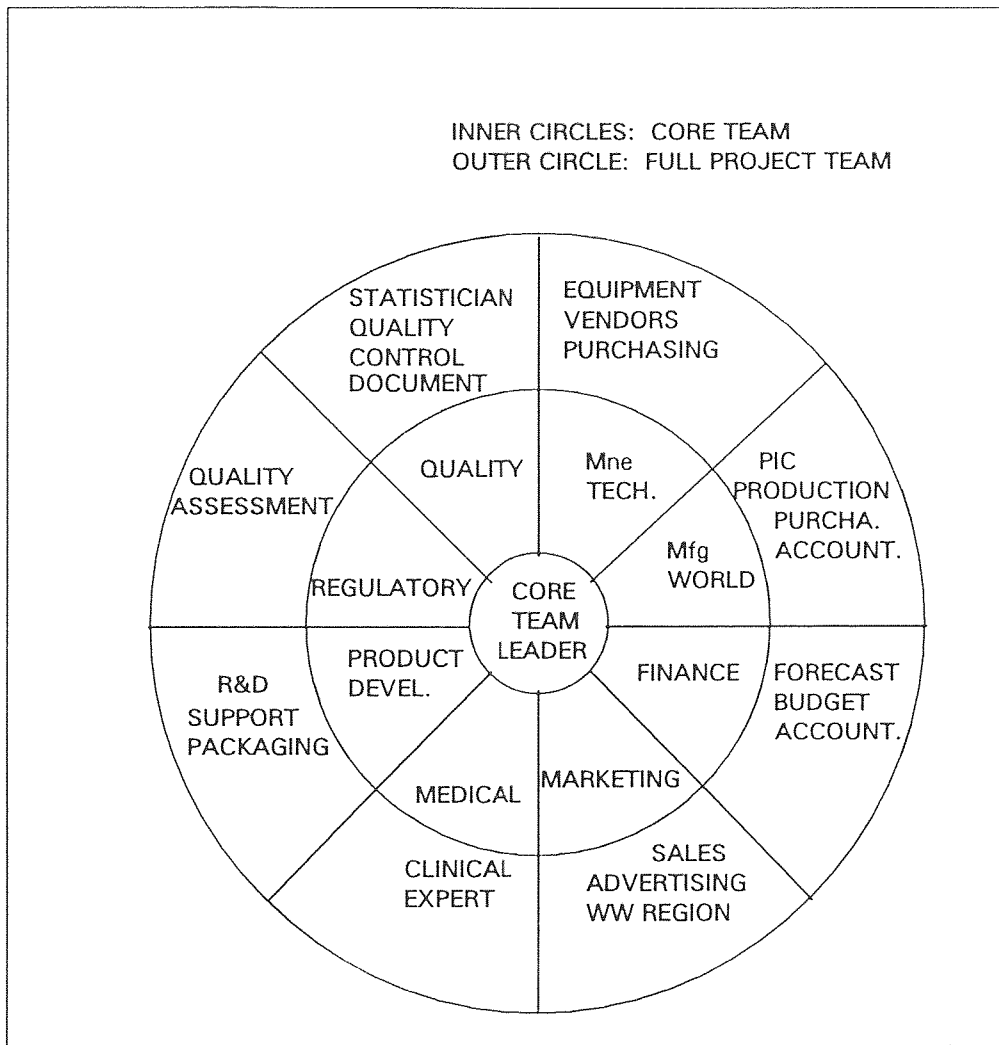 INNER CIRCLES: CORE TEAM
OUTER CIRCLE: FULL PROJECT TEAM
STATISTICIAN
QUALITY
CONTROL
DOCUMENT
EQUIPMENT
VENDORS
PURCHASING
QUALITY
ASSESSMENT
QUALITY
Mne
TECH.
PIC
PRODUCTION
PURCHA.
ACCOUNT.
REGULATORY
Mfg
WORLD
CORE
TEAM
LEADER
R&D
SUPPORT
PACKAGING
PRODUCT
DEVEL.
FINANCE
FORECAST
BUDGET
ACCOUNT.
MEDICAL
MARKETING
CLINICAL
EXPERT
SALES
ADVERTISING
WW REGION